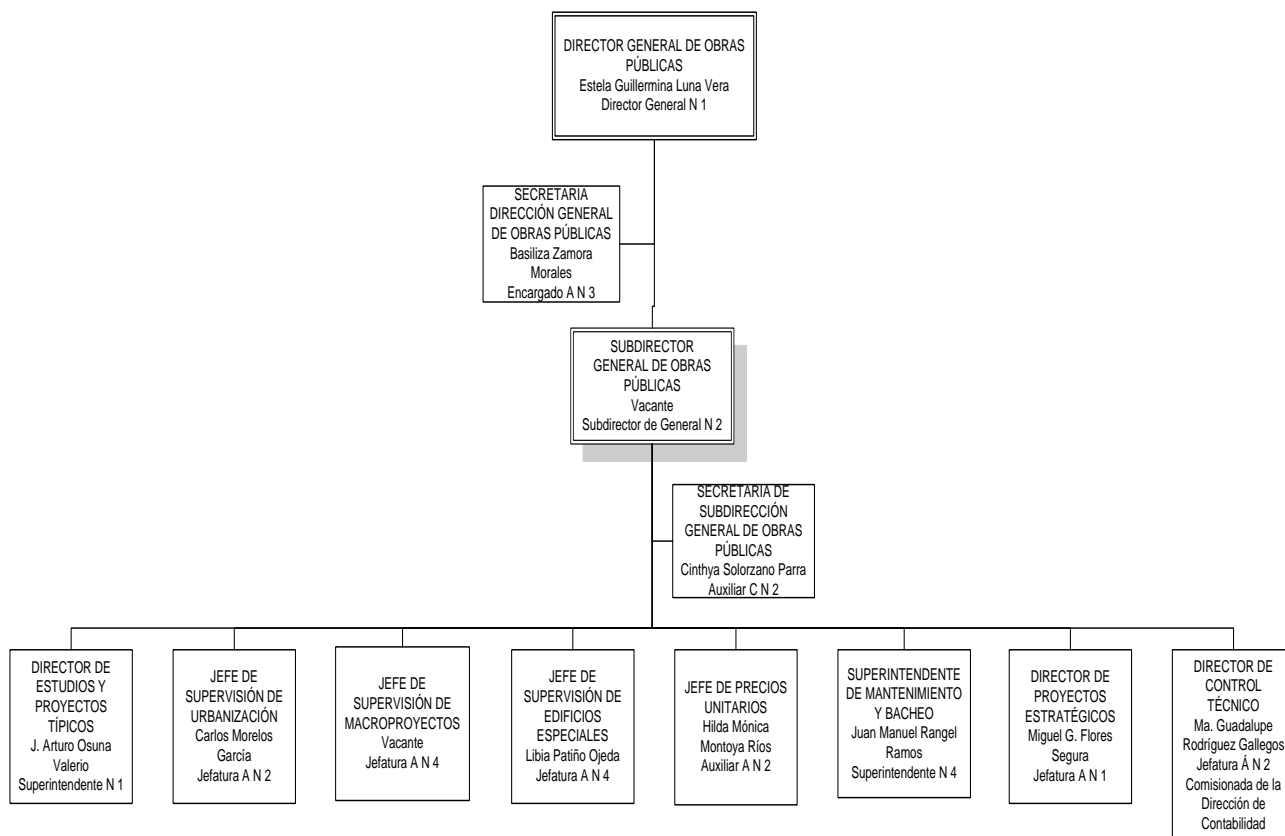 DIRECTOR GENERAL DE OBRAS
PÚBLICAS
Estela Guillermina Luna Vera
Director General N 1
SECRETARIA
DIRECCIÓN GENERAL
DE OBRAS PÚBLICAS
Basiliza Zamora
Morales
Encargado A N 3
SUBDIRECTOR
GENERAL DE OBRAS
PÚBLICAS
Vacante
Subdirector de General N 2
SECRETARIA DE
SUBDIRECCIÓN
GENERAL DE OBRAS
PÚBLICAS
Cinthya Solorzano Parra
Auxiliar C N 2
DIRECTOR DE
ESTUDIOS Y
PROYECTOS
TÍPICOS
J. Arturo Osuna
Valerio
Superintendente N 1
JEFE DE
SUPERVISIÓN DE
URBANIZACIÓN
Carlos Morelos
García
Jefatura A N 2
JEFE DE
SUPERVISIÓN DE
MACROPROYECTOS
Vacante
Jefatura A N 4
JEFE DE
SUPERVISIÓN DE
EDIFICIOS
ESPECIALES
Libia Patiño Ojeda
Jefatura A N 4
JEFE DE PRECIOS
UNITARIOS
Hilda Mónica
Montoya Ríos
Auxiliar A N 2
SUPERINTENDENTE
DE MANTENIMIENTO
Y BACHEO
Juan Manuel Rangel
Ramos
Superintendente N 4
DIRECTOR DE
PROYECTOS
ESTRATÉGICOS
Miguel G. Flores
Segura
Jefatura A N 1
DIRECTOR DE
CONTROL
TÉCNICO
Ma. Guadalupe
Rodríguez Gallegos
Jefatura Á N 2
Comisionada de la
Dirección de
Contabilidad